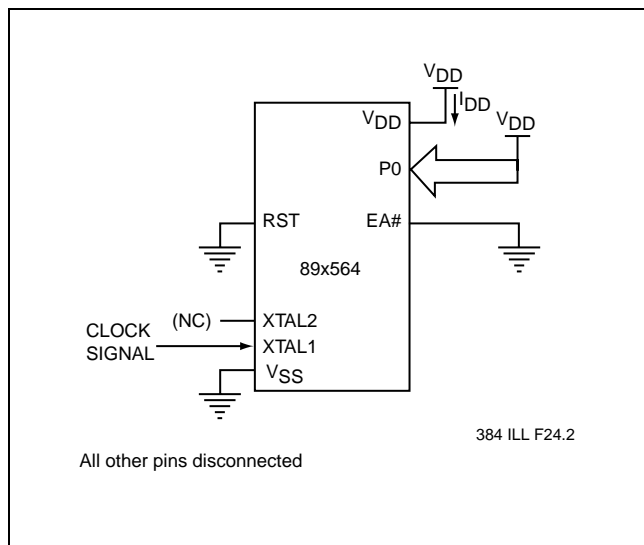 VDD
IDD
VDD
VDD
P0
RST
EA#
89x564
(NC)
XTAL2
CLOCK
SIGNAL
XTAL1
VSS
384 ILL F24.2
All other pins disconnected